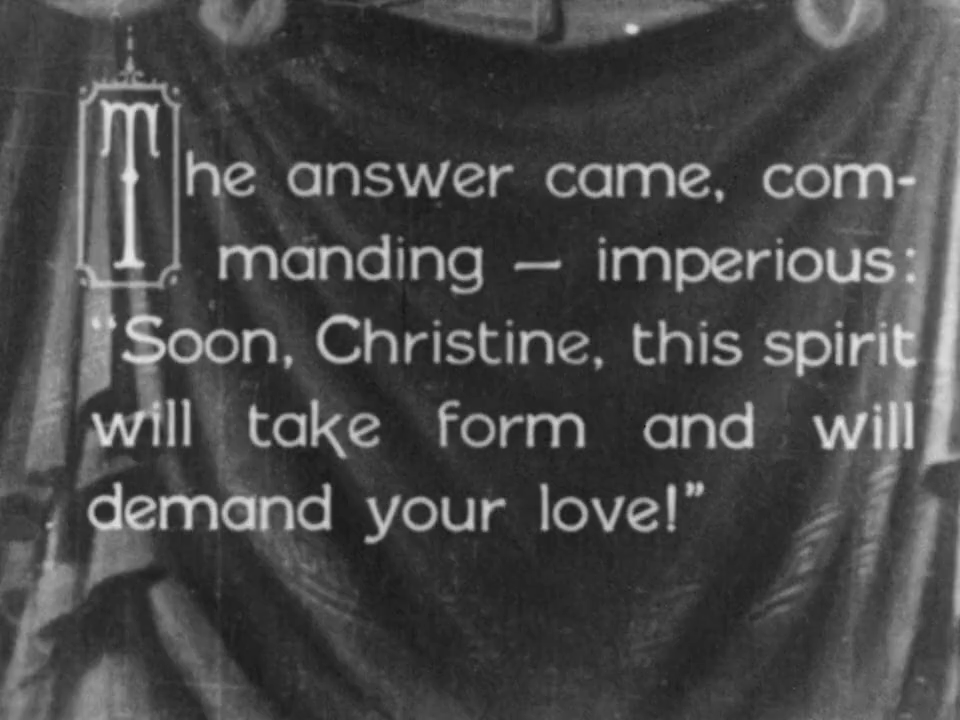 The answer came, com-
manding — imperious:
“Soon, Christine, this spirit
will take form and will
demand your love!”